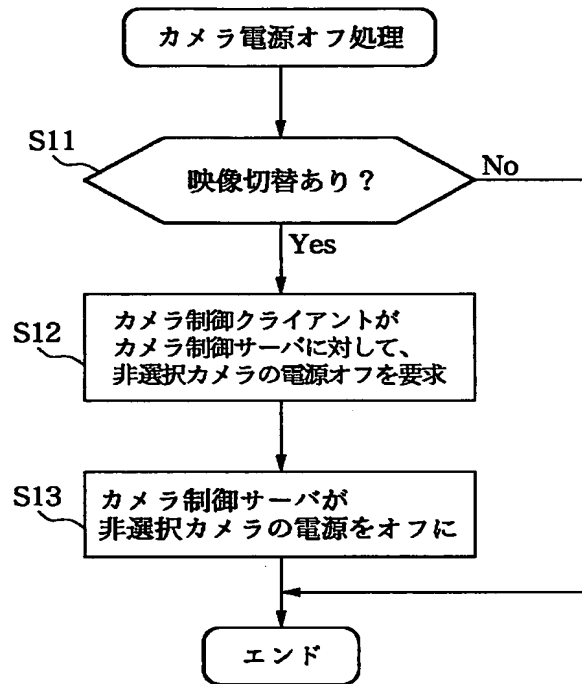 カメラ電源オフ処理
S11
映像切替あり？
No
Yes
S12
カメラ制御クライアントが
カメラ制御サーバに対して、
非選択カメラの電源オフを要求
S13
カメラ制御サーバが
非選択カメラの電源をオフに
エンド